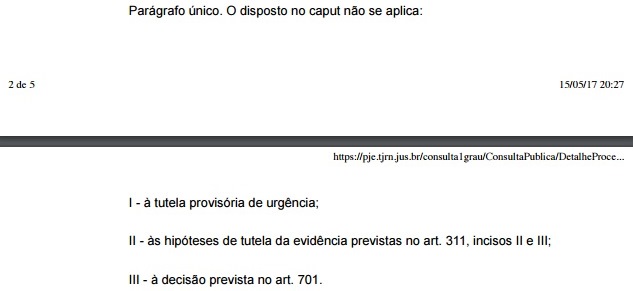 Parágrafo único. O disposto no caput não se aplica:
2 de 5
15/05/17 20:27
https://pje.tjrn.jus.br/consulta1grau/ConsultaPublica/DetalheProce...
I - à tutela provisória de urgência;
II - às hipóteses de tutela da evidência previstas no art. 311, incisos II e III;
III - à decisão prevista no art. 701.